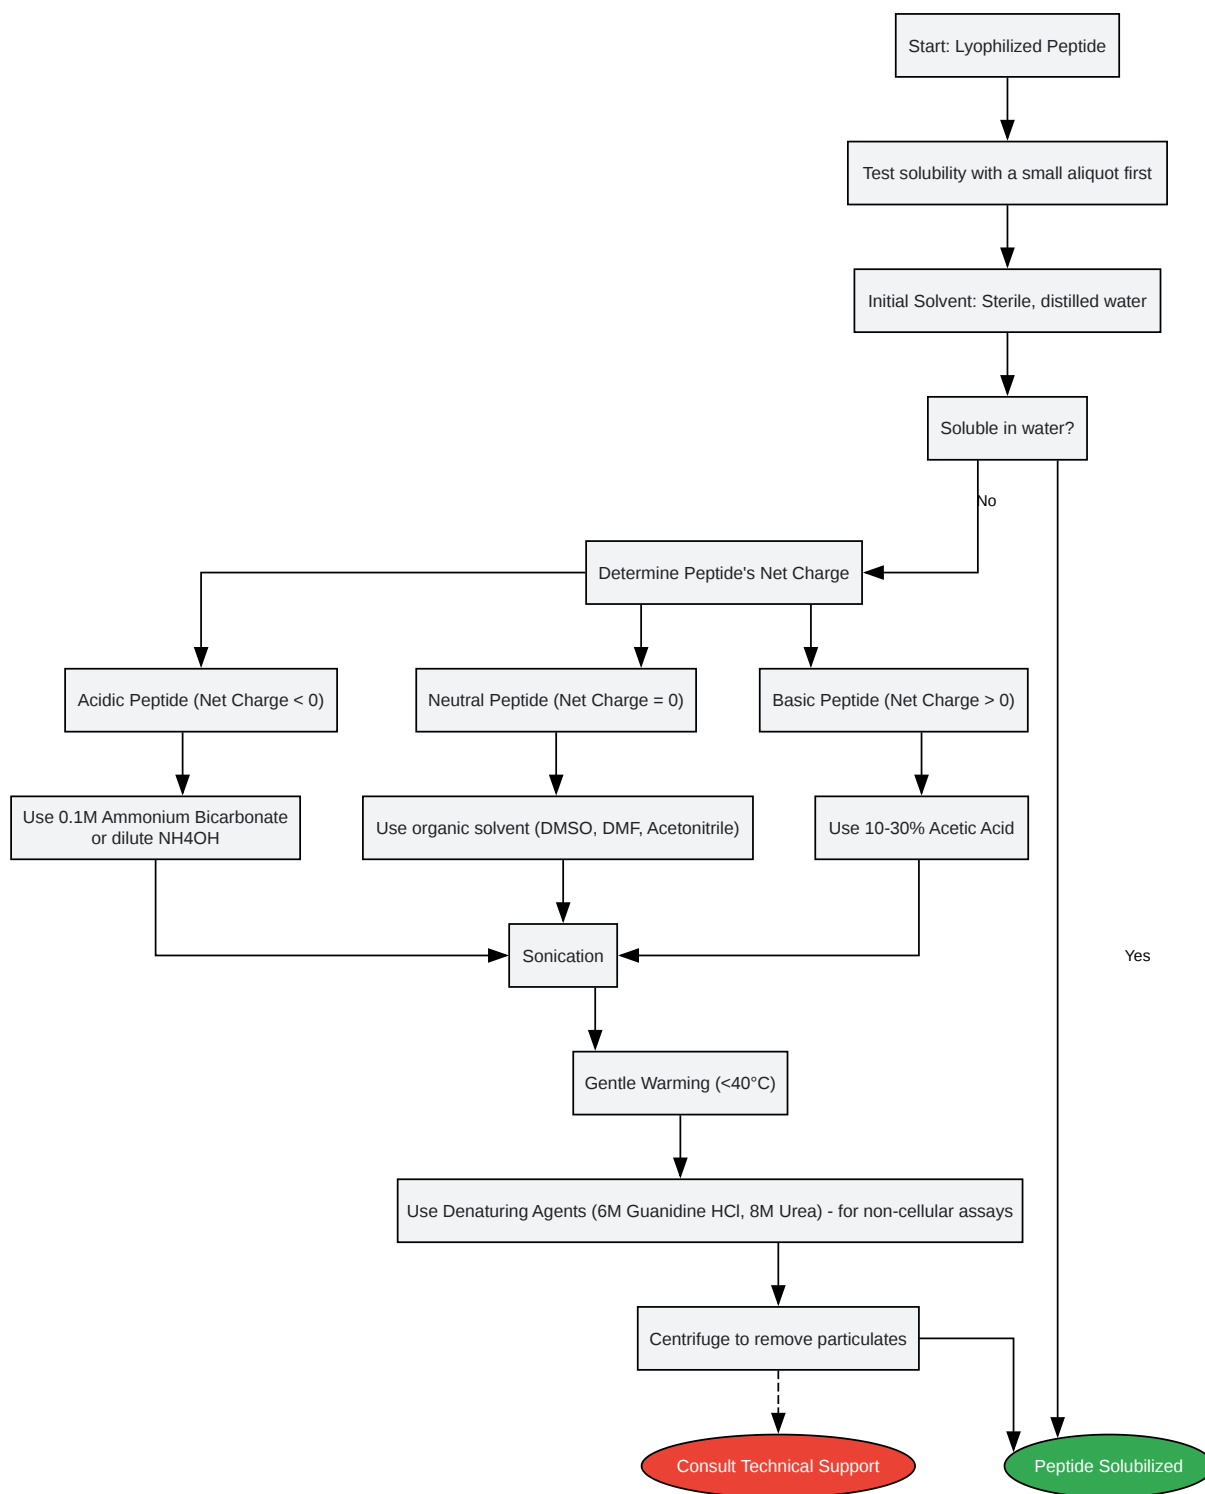 Start: Lyophilized Peptide
Test solubility with a small aliquot first
Initial Solvent: Sterile, distilled water
Soluble in water?
No
Determine Peptide's Net Charge
Acidic Peptide (Net Charge < 0)
Neutral Peptide (Net Charge = 0)
Basic Peptide (Net Charge > 0)
Use 0.1M Ammonium Bicarbonate
or dilute NH4OH
Use organic solvent (DMSO, DMF, Acetonitrile)
Use 10-30% Acetic Acid
Sonication
Yes
Gentle Warming (<40°C)
Use Denaturing Agents (6M Guanidine HCl, 8M Urea) - for non-cellular assays
Centrifuge to remove particulates
Consult Technical Support
Peptide Solubilized